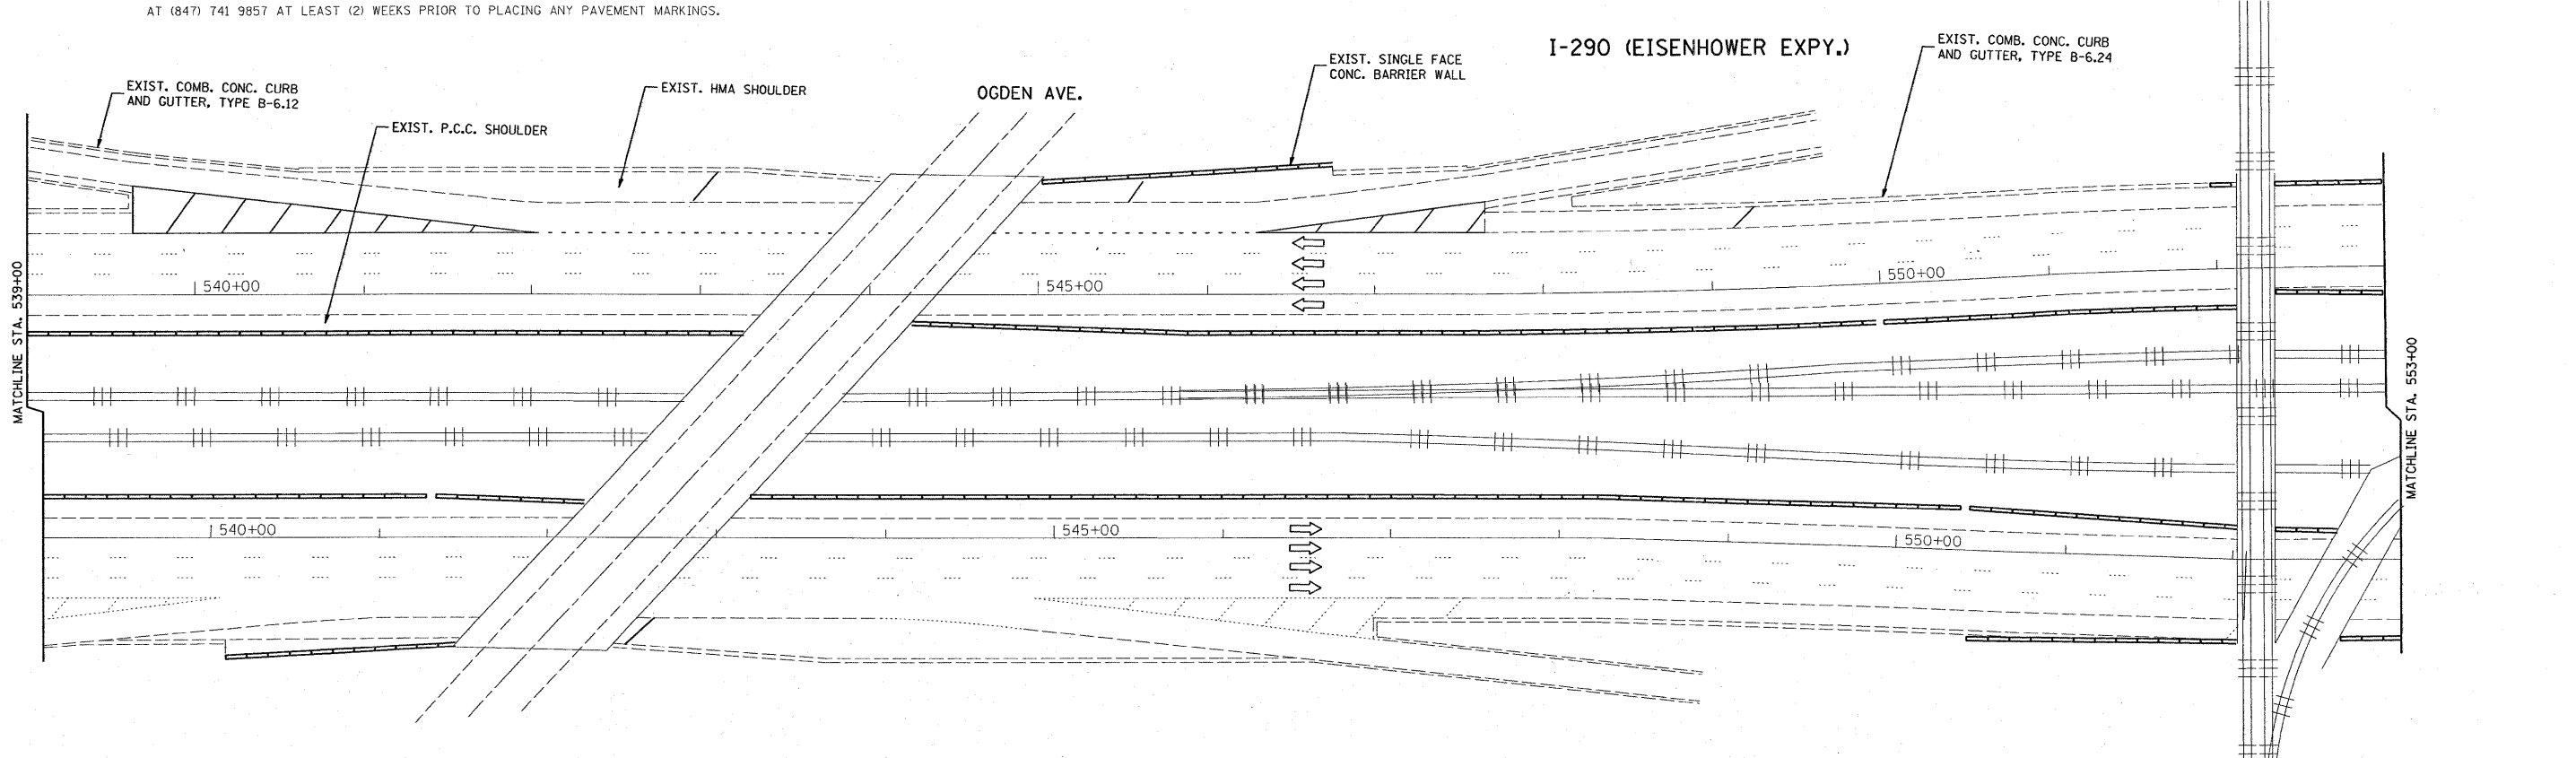 AT (847) 741 9857 AT LEAST (2) WEEKS PRIOR TO PLACING ANY PAVEMENT MARKINGS.
I-290 (EISENHOWER EXPY.)
EXIST. COMB. CONC. CURB
AND GUTTER, TYPE B-6.24
EXIST. SINGLE FACE
CONC. BARRIER WALL
EXIST. COMB. CONC. CURB
AND GUTTER, TYPE B-6.12
EXIST. HMA SHOULDER
OGDEN AVE.
EXIST. P.C.C. SHOULDER
540+00
545+00
550+00
MATCHLINE STA. 539+00
MATCHLINE STA. 553+00
540+00
545+00
550+00